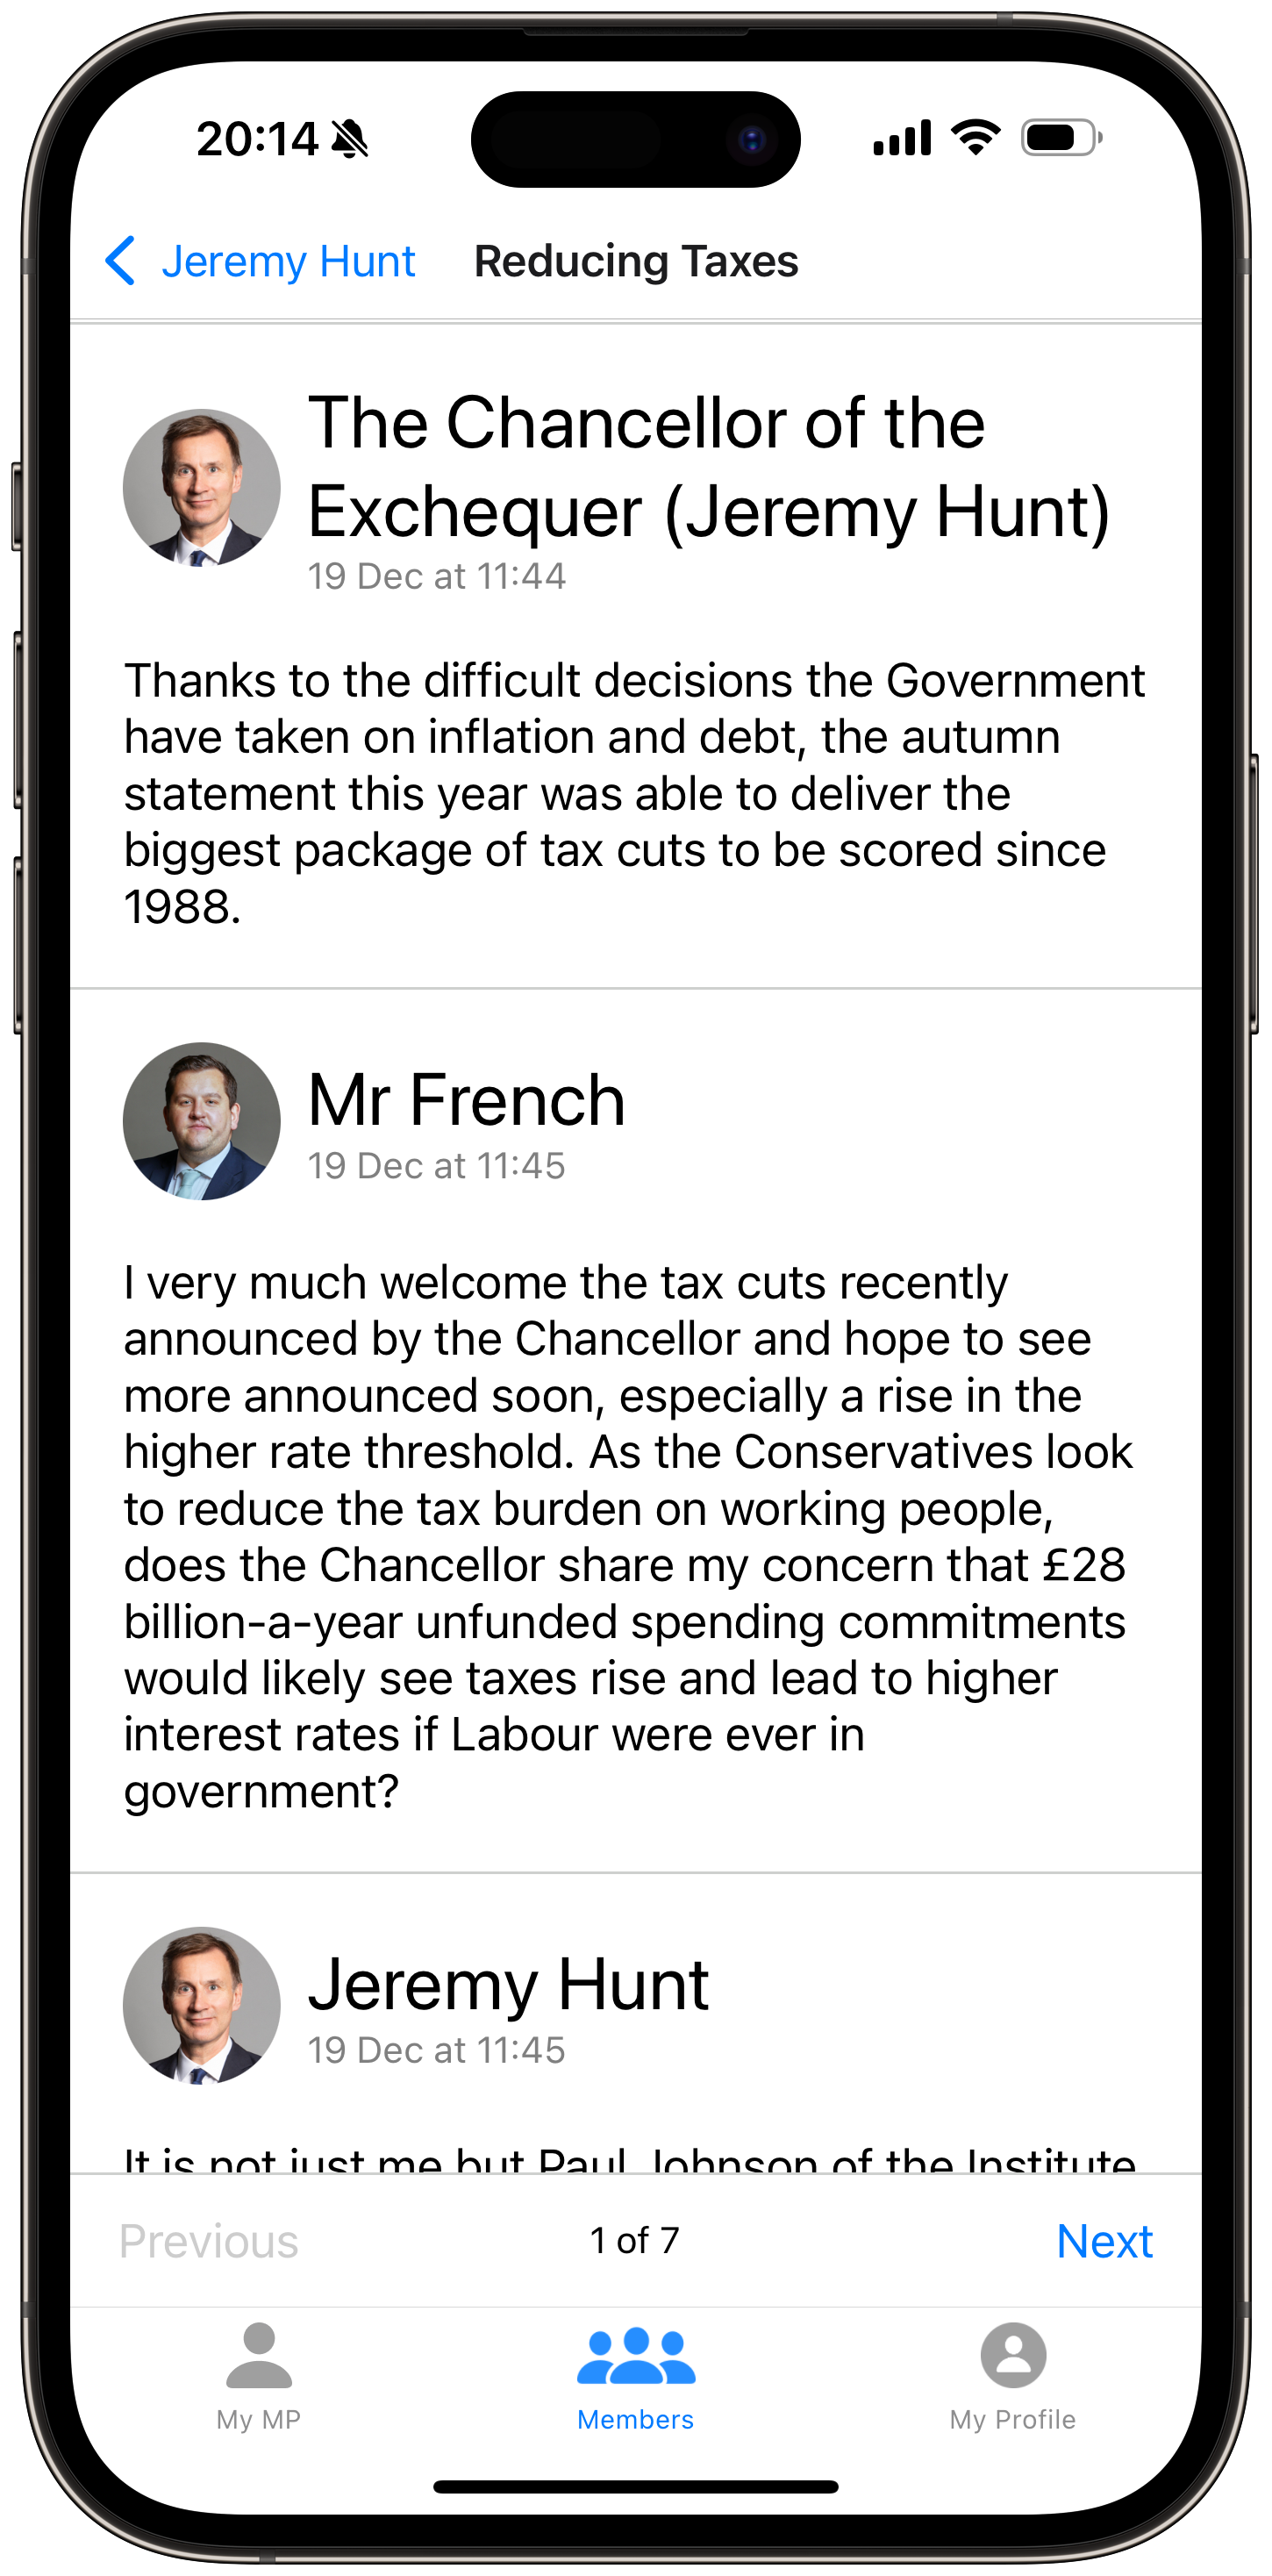 20:14
Jeremy Hunt Reducing Taxes
The Chancellor of the
Exchequer (Jeremy Hunt)
19 Dec at 11:44
Thanks to the difficult decisions the Government
have taken on inflation and debt, the autumn
statement this year was able to deliver the
biggest package of tax cuts to be scored since
1988.
Mr French
19 Dec at 11:45
I very much welcome the tax cuts recently
announced by the Chancellor and hope to see
more announced soon, especially a rise in the
higher rate threshold. As the Conservatives look
to reduce the tax burden on working people,
does the Chancellor share my concern that £28
billion-a-year unfunded spending commitments
would likely see taxes rise and lead to higher
interest rates if Labour were ever in
government?
Jeremy Hunt
19 Dec at 11:45
It is not just me but Paul Johnson of the Institute
Previous 1 of 7 Next
My MP Members My Profile